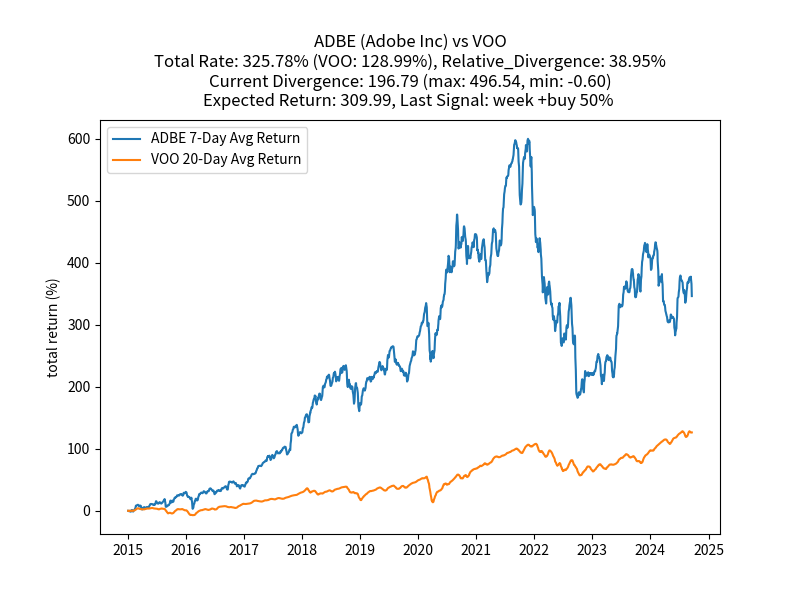 ADBE (Adobe Inc) vs VOO
Total Rate: 325.78% (VOO: 128.99%), Relative_Divergence: 38.95%
Current Divergence: 196.79 (max: 496.54, min: -0.60)
Expected Return: 309.99, Last Signal: week +buy 50%
ADBE 7-Day Avg Return
VOO 20-Day Avg Return
total return (%)
600
500
400
300
200
100
0
2015 2016 2017 2018 2019 2020 2021 2022 2023 2024 2025